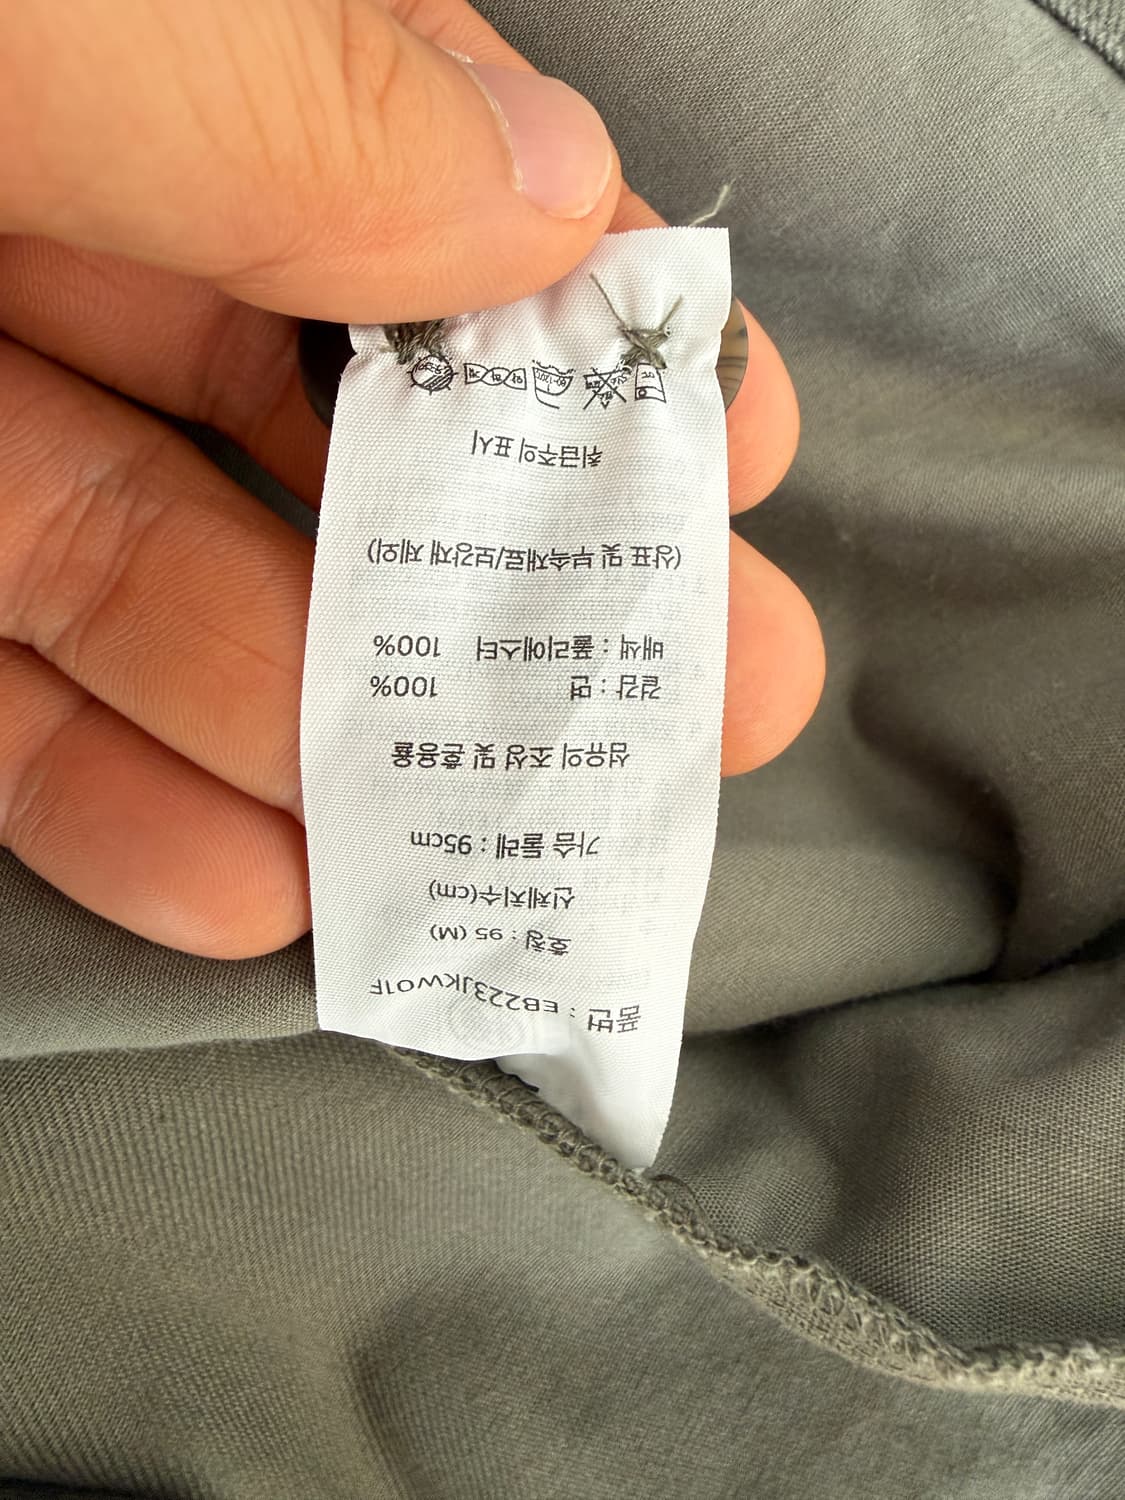 품번 : EB223JKW01F
호칭 : 95 (M)
신체치수(cm)
가슴 둘레 : 95cm
섬유의 조성 및 혼용율
겉감 : 면 100%
배색 : 폴리에스터 100%
(상표 및 부속재료/보강재 제외)
취급주의 표시